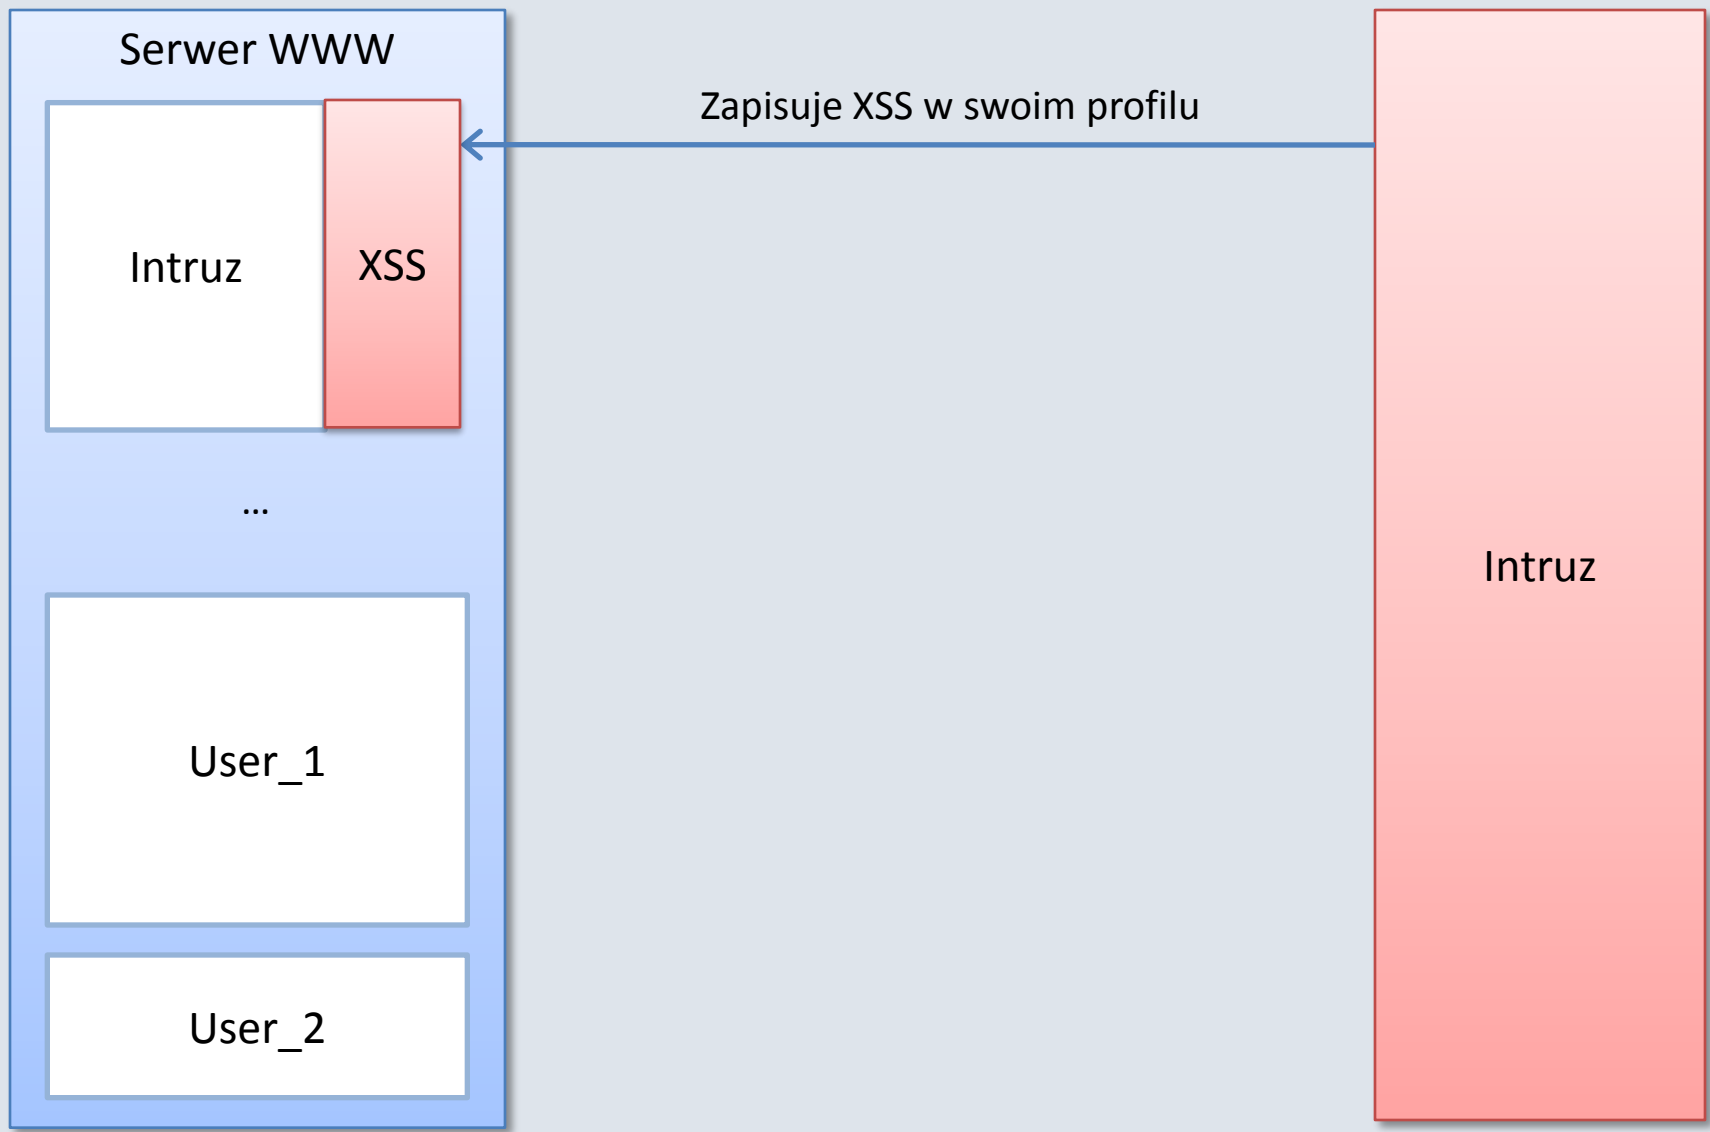 Serwer WWW
Zapisuje XSS w swoim profilu
Intruz
XSS
...
Intruz
User_1
User_2